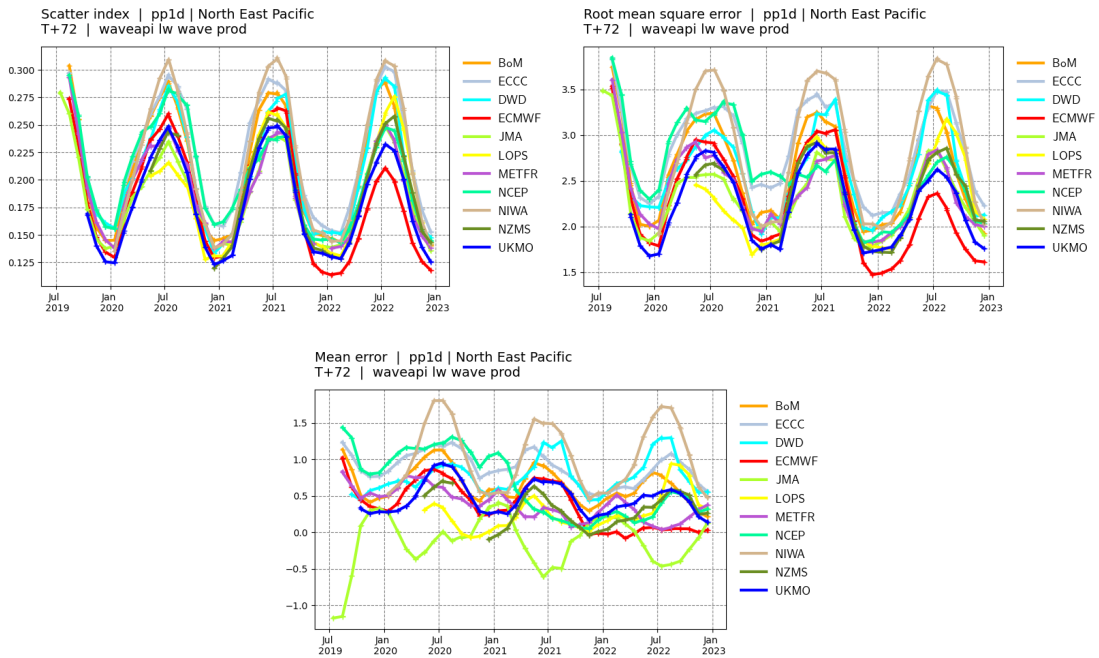 Scatter index | pp1d | North East Pacific
T+72 | waveapi lw wave prod
0.300
0.275
0.250
0.225
0.200
0.175
0.150
0.125
Jul 2019
Jan 2020
Jul 2020
Jan 2021
Jul 2021
Jan 2022
Jul 2022
Jan 2023
BoM
ECCC
DWD
ECMWF
JMA
LOPS
METFR
NCEP
NIWA
NZMS
UKMO
Root mean square error | pp1d | North East Pacific
T+72 | waveapi lw wave prod
3.5
3.0
2.5
2.0
1.5
Jul 2019
Jan 2020
Jul 2020
Jan 2021
Jul 2021
Jan 2022
Jul 2022
Jan 2023
BoM
ECCC
DWD
ECMWF
JMA
LOPS
METFR
NCEP
NIWA
NZMS
UKMO
Mean error | pp1d | North East Pacific
T+72 | waveapi lw wave prod
1.5
1.0
0.5
0.0
−0.5
−1.0
Jul 2019
Jan 2020
Jul 2020
Jan 2021
Jul 2021
Jan 2022
Jul 2022
Jan 2023
BoM
ECCC
DWD
ECMWF
JMA
LOPS
METFR
NCEP
NIWA
NZMS
UKMO